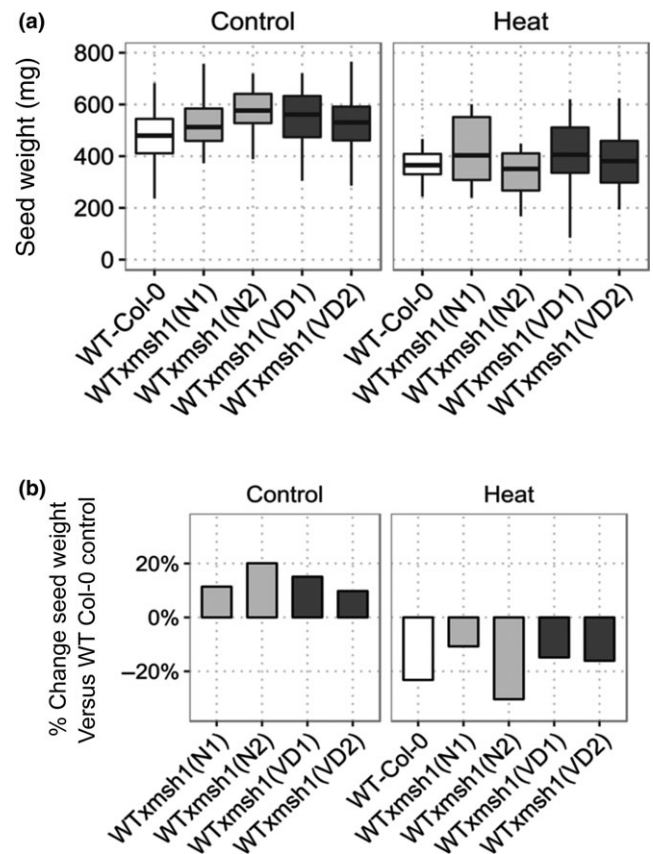 (a)
Control
Heat
Seed weight (mg)
800
600
400
200
0
WT-Col-0
WTxmsh1(N1)
WTxmsh1(N2)
WTxmsh1(VD1)
WTxmsh1(VD2)
WT-Col-0
WTxmsh1(N1)
WTxmsh1(N2)
WTxmsh1(VD1)
WTxmsh1(VD2)
(b)
Control
Heat
% Change seed weight
Versus WT Col-0 control
20%
0%
–20%
WTxmsh1(N1)
WTxmsh1(N2)
WTxmsh1(VD1)
WTxmsh1(VD2)
WT-Col-0
WTxmsh1(N1)
WTxmsh1(N2)
WTxmsh1(VD1)
WTxmsh1(VD2)